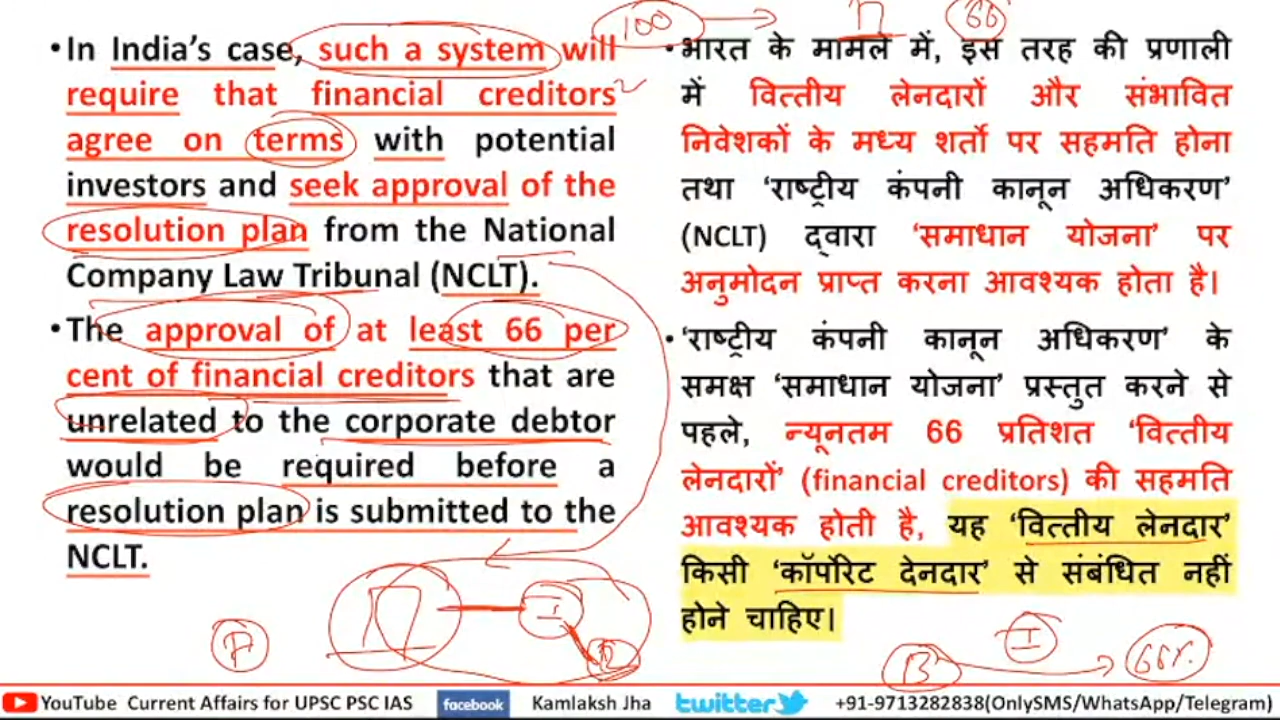 • In India's case, such a system will
require that financial creditors
agree on terms with potential
investors and seek approval of the
resolution plan from the National
Company Law Tribunal (NCLT).
• The approval of at least 66 per
cent of financial creditors that are
unrelated to the corporate debtor
would be required before a
resolution plan is submitted to the
NCLT.
100 66
• भारत के मामले में, इस तरह की प्रणाली
में वित्तीय लेनदारों और संभावित
निवेशकों के मध्य शर्तो पर सहमति होना
तथा ‘राष्ट्रीय कंपनी कानून अधिकरण’
(NCLT) द्वारा ‘समाधान योजना’ पर
अनुमोदन प्राप्त करना आवश्यक होता है।
• ‘राष्ट्रीय कंपनी कानून अधिकरण’ के
समक्ष ‘समाधान योजना’ प्रस्तुत करने से
पहले, न्यूनतम 66 प्रतिशत ‘वित्तीय
लेनदारों’ (financial creditors) की सहमति
आवश्यक होती है, यह ‘वित्तीय लेनदार’
किसी ‘कॉर्पोरेट देनदार’ से संबंधित नहीं
होने चाहिए।
I
B I 66%
YouTube Current Affairs for UPSC PSC IAS facebook Kamlaksh Jha twitter +91-9713282838(OnlySMS/WhatsApp/Telegram)